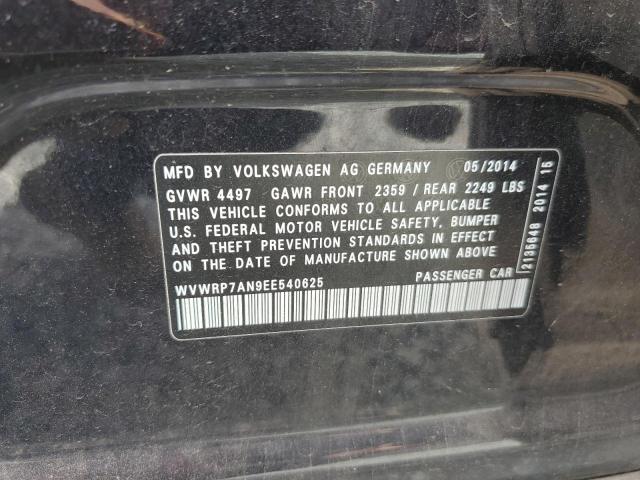 MFD BY VOLKSWAGEN AG GERMANY 05/2014
GVWR 4497 GAWR FRONT 2359 / REAR 2249 LBS
THIS VEHICLE CONFORMS TO ALL APPLICABLE
U.S. FEDERAL MOTOR VEHICLE SAFETY, BUMPER
AND THEFT PREVENTION STANDARDS IN EFFECT
ON THE DATE OF MANUFACTURE SHOWN ABOVE
WVWRP7AN9EE540625 PASSENGER CAR
2135648 2014 15